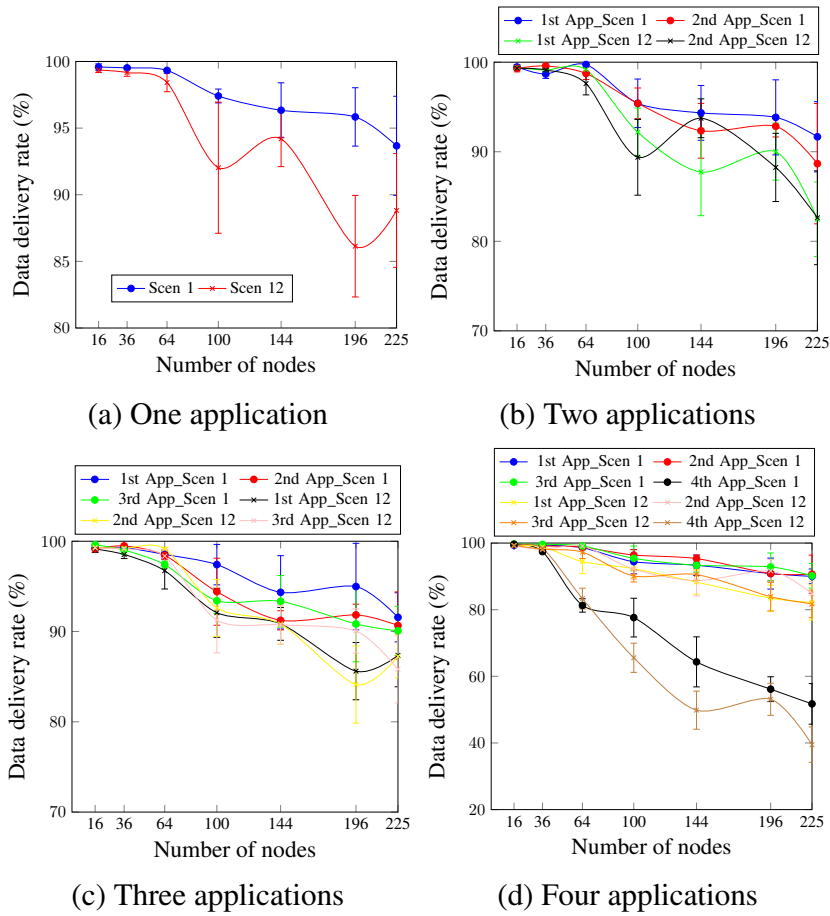 1st App_Scen 1 2nd App_Scen 1
1st App_Scen 12 2nd App_Scen 12
100
95
90
85
80
Data delivery rate (%)
Scen 1 Scen 12
16 36 64 100 144 196 225
Number of nodes
(a) One application
100
90
80
70
Data delivery rate (%)
16 36 64 100 144 196 225
Number of nodes
(b) Two applications
1st App_Scen 1 2nd App_Scen 1
3rd App_Scen 1 1st App_Scen 12
2nd App_Scen 12 3rd App_Scen 12
100
90
80
70
Data delivery rate (%)
16 36 64 100 144 196 225
Number of nodes
(c) Three applications
1st App_Scen 1 2nd App_Scen 1
3rd App_Scen 1 4th App_Scen 1
1st App_Scen 12 2nd App_Scen 12
3rd App_Scen 12 4th App_Scen 12
100
80
60
40
20
Data delivery rate (%)
16 36 64 100 144 196 225
Number of nodes
(d) Four applications